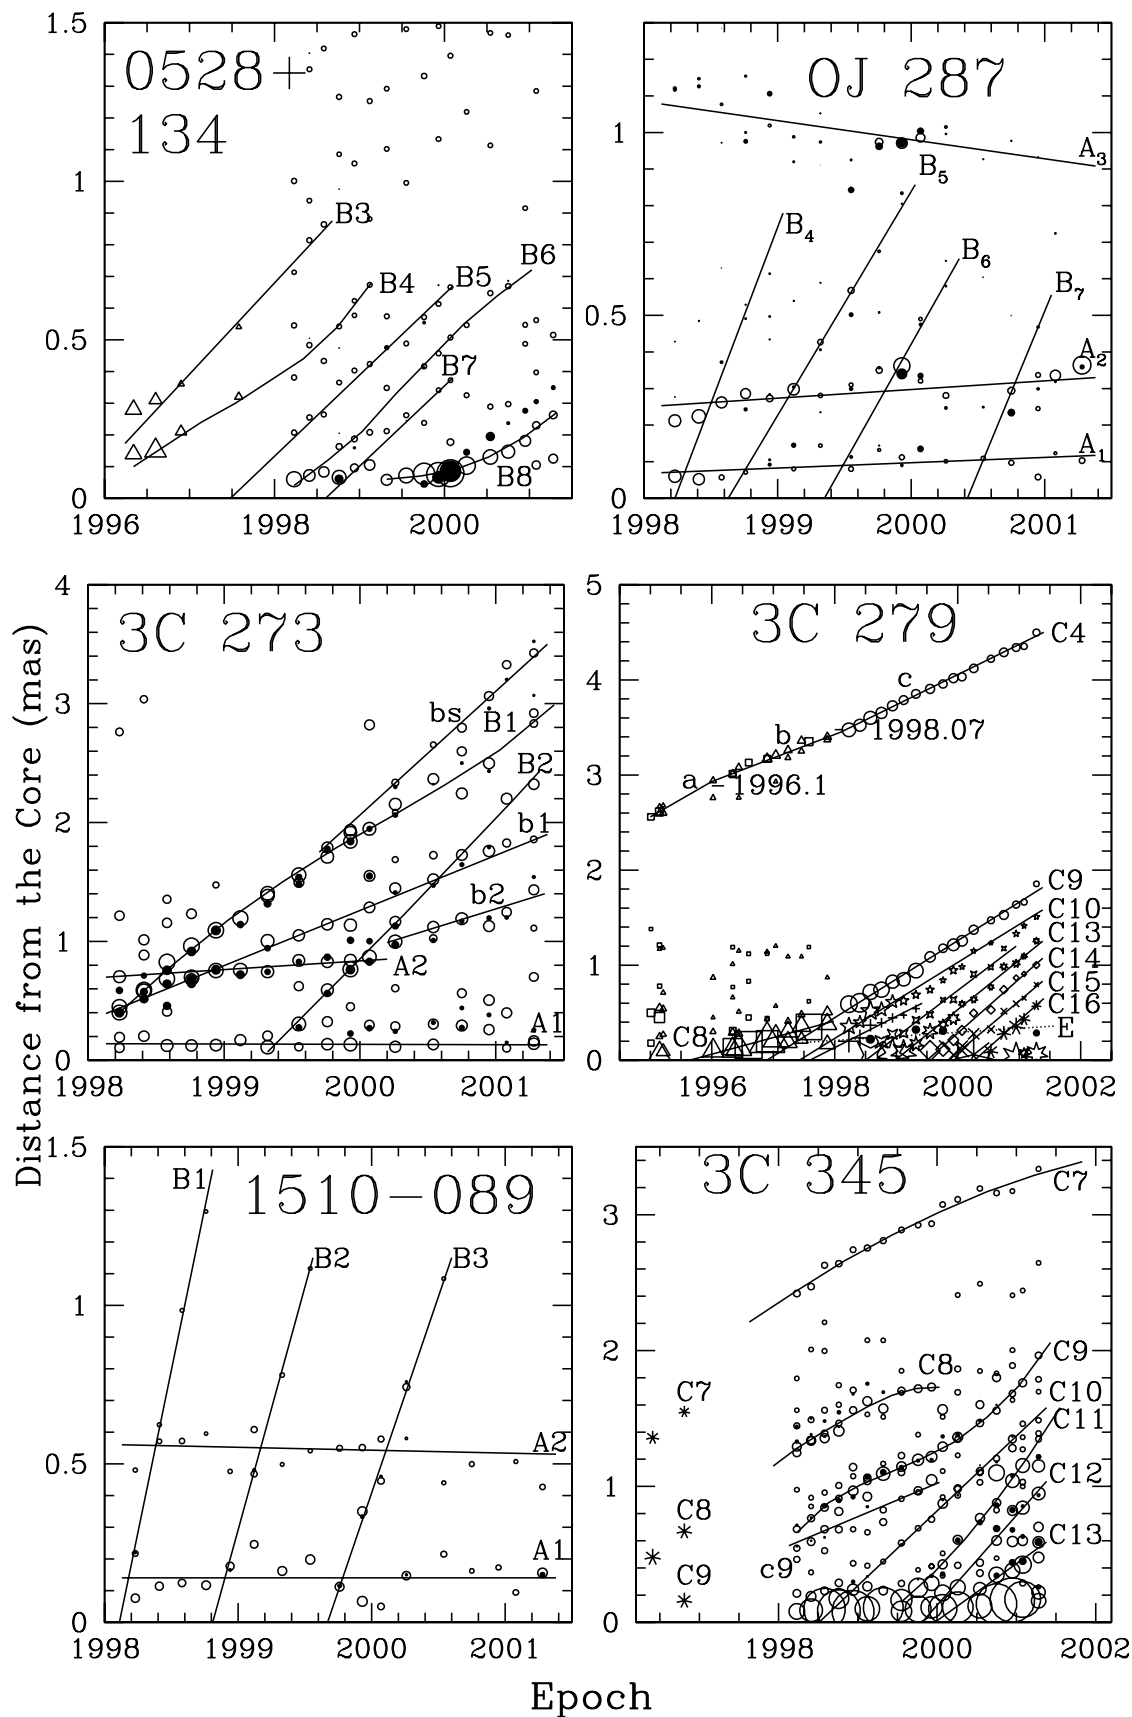 Distance from the Core (mas)
1.5
1
0.5
0
0528+
134
B3
B4
B5
B6
B7
B8
1996
1998
2000
OJ 287
1
0.5
0
A3
B5
B4
B6
B7
A2
A1
1998
1999
2000
2001
3C 273
4
3
2
1
0
bs
B1
B2
b1
b2
A2
A1
1998
1999
2000
2001
3C 279
5
4
3
2
1
0
C4
c
b
1998.07
a
1996.1
C9
C10
C13
C14
C15
C16
C8
E
1996
1998
2000
2002
1510-089
1.5
1
0.5
0
B1
B2
B3
A2
A1
1998
1999
2000
2001
3C 345
3
2
1
0
C7
C8
C9
C7
C10
C11
C12
C8
C13
C9
c9
1998
2000
2002
Epoch